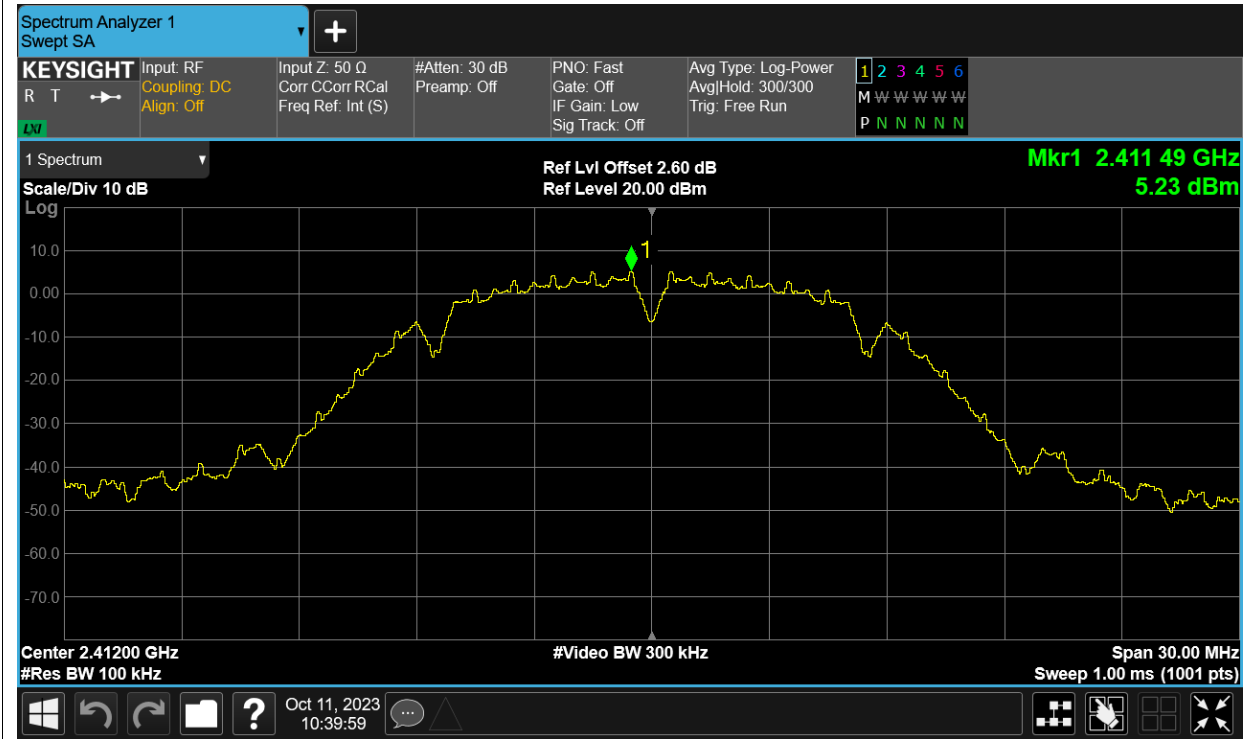 Spectrum Analyzer 1
Swept SA
+
KEYSIGHT
R T
LXI
Input: RF
Coupling: DC
Align: Off
Input Z: 50 Ω
Corr CCorr RCal
Freq Ref: Int (S)
#Atten: 30 dB
Preamp: Off
PNO: Fast
Gate: Off
IF Gain: Low
Sig Track: Off
Avg Type: Log-Power
Avg|Hold: 300/300
Trig: Free Run
1 2 3 4 5 6
M W W W W W W
P N N N N N N
1 Spectrum
Scale/Div 10 dB
Ref Lvl Offset 2.60 dB
Ref Level 20.00 dBm
Mkr1 2.411 49 GHz
5.23 dBm
Log
1
10.0
0.00
-10.0
-20.0
-30.0
-40.0
-50.0
-60.0
-70.0
Center 2.41200 GHz
#Res BW 100 kHz
#Video BW 300 kHz
Span 30.00 MHz
Sweep 1.00 ms (1001 pts)
?
Oct 11, 2023
10:39:59